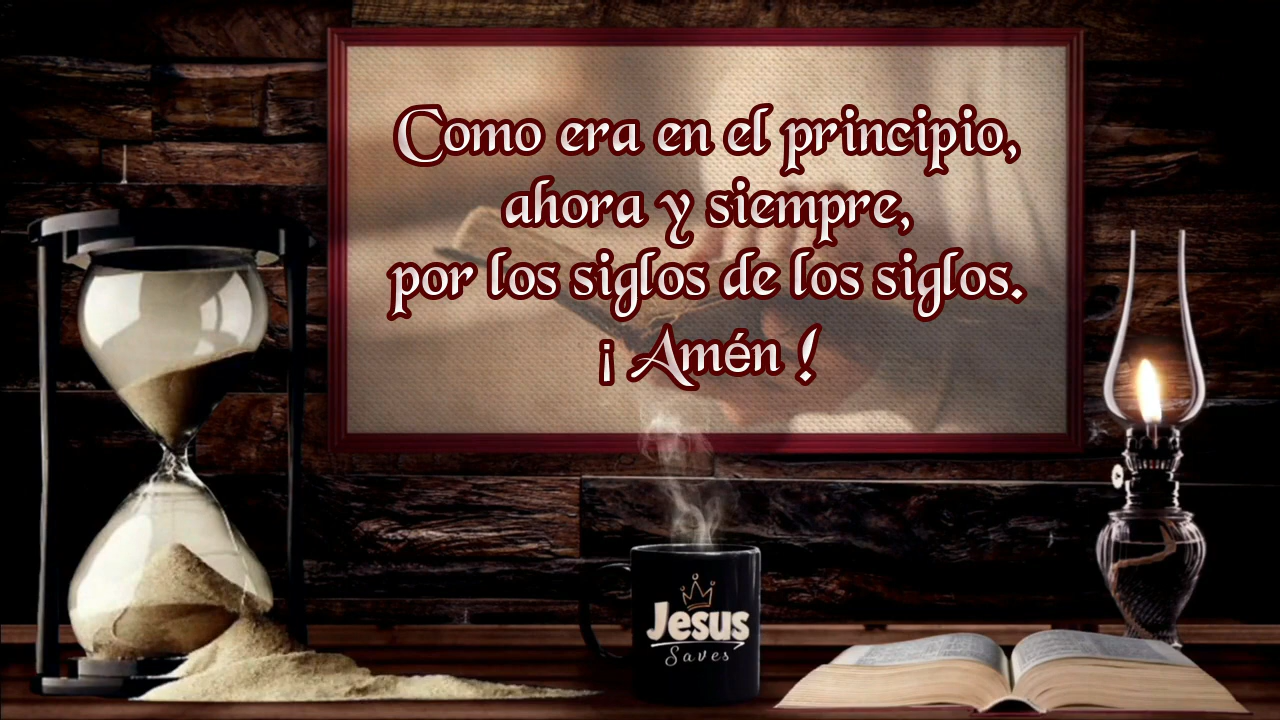 Como era en el principio,
ahora y siempre,
por los siglos de los siglos.
¡ Amén !
Jesus
Saves